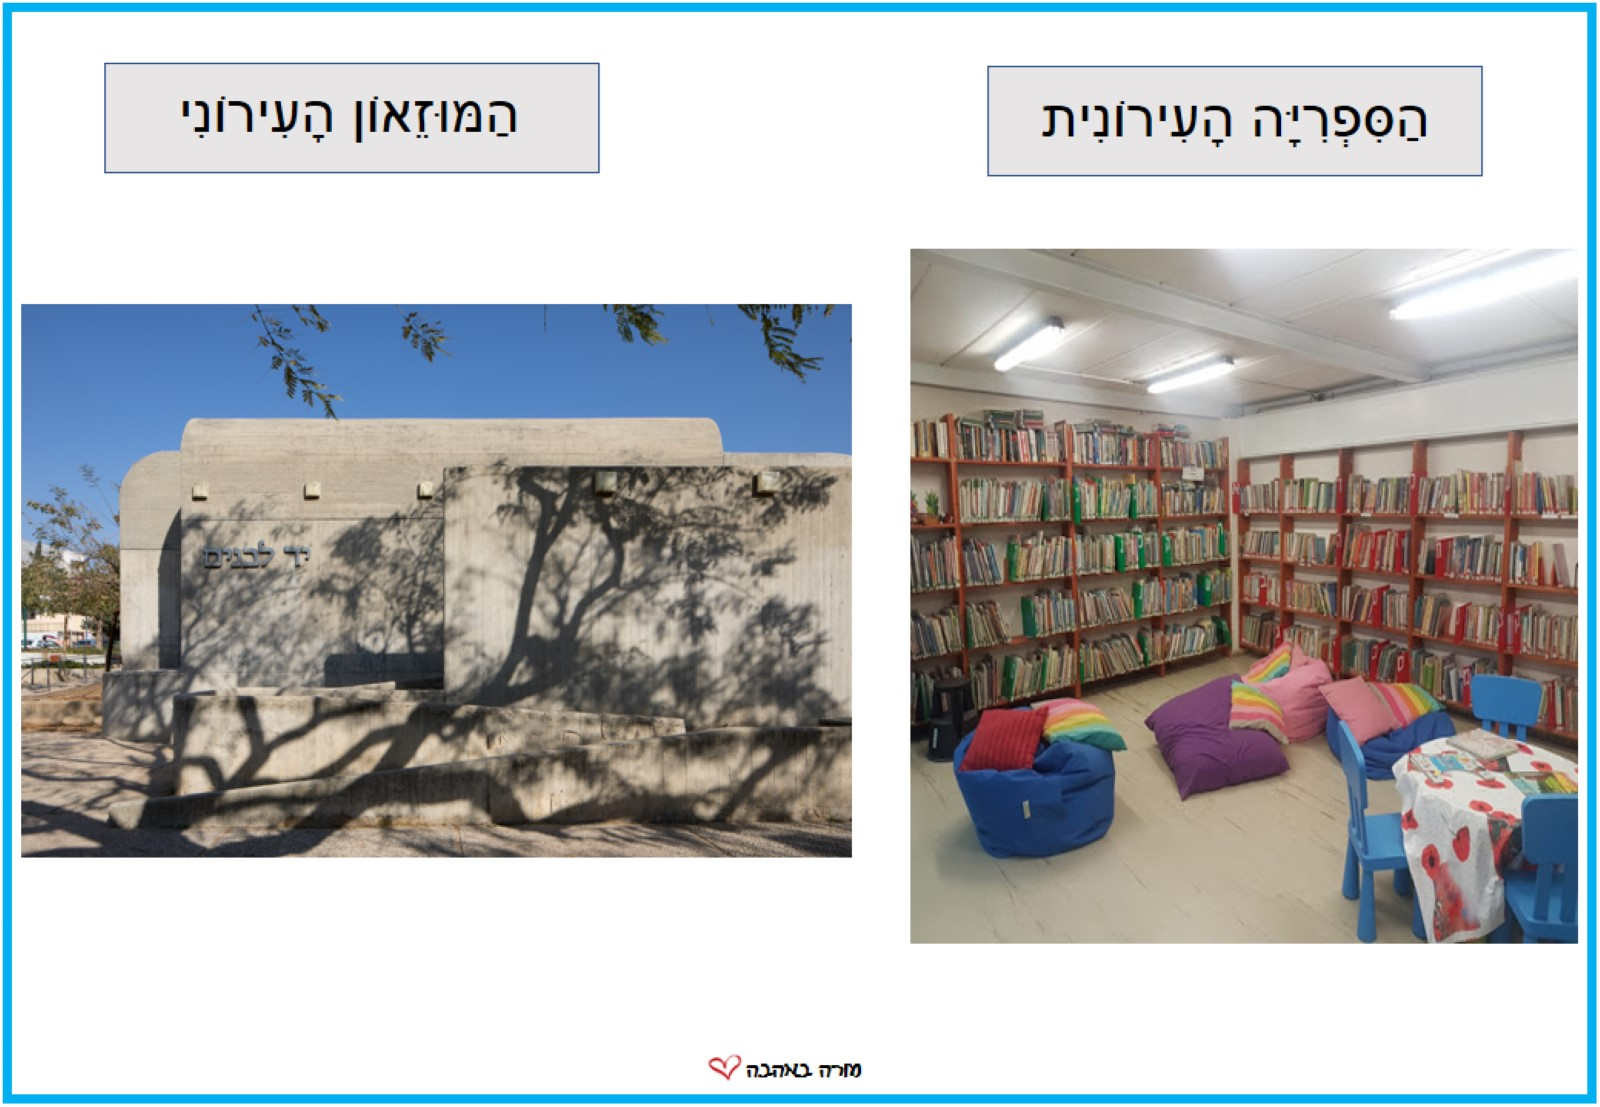 הַסִּפְרִיָּה הָעִירוֹנִית
הַמּוּזֵאוֹן הָעִירוֹנִי
יד לבנים
מורה באהבה